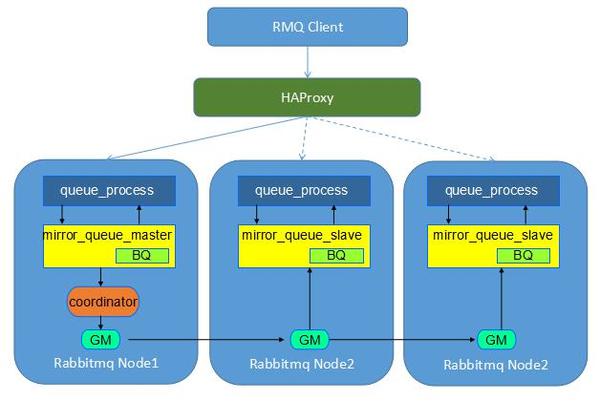 RMQ Client
HAProxy
queue_process
mirror_queue_master
BQ
coordinator
GM
Rabbitmq Node1
queue_process
mirror_queue_slave
BQ
GM
Rabbitmq Node2
queue_process
mirror_queue_slave
BQ
GM
Rabbitmq Node2